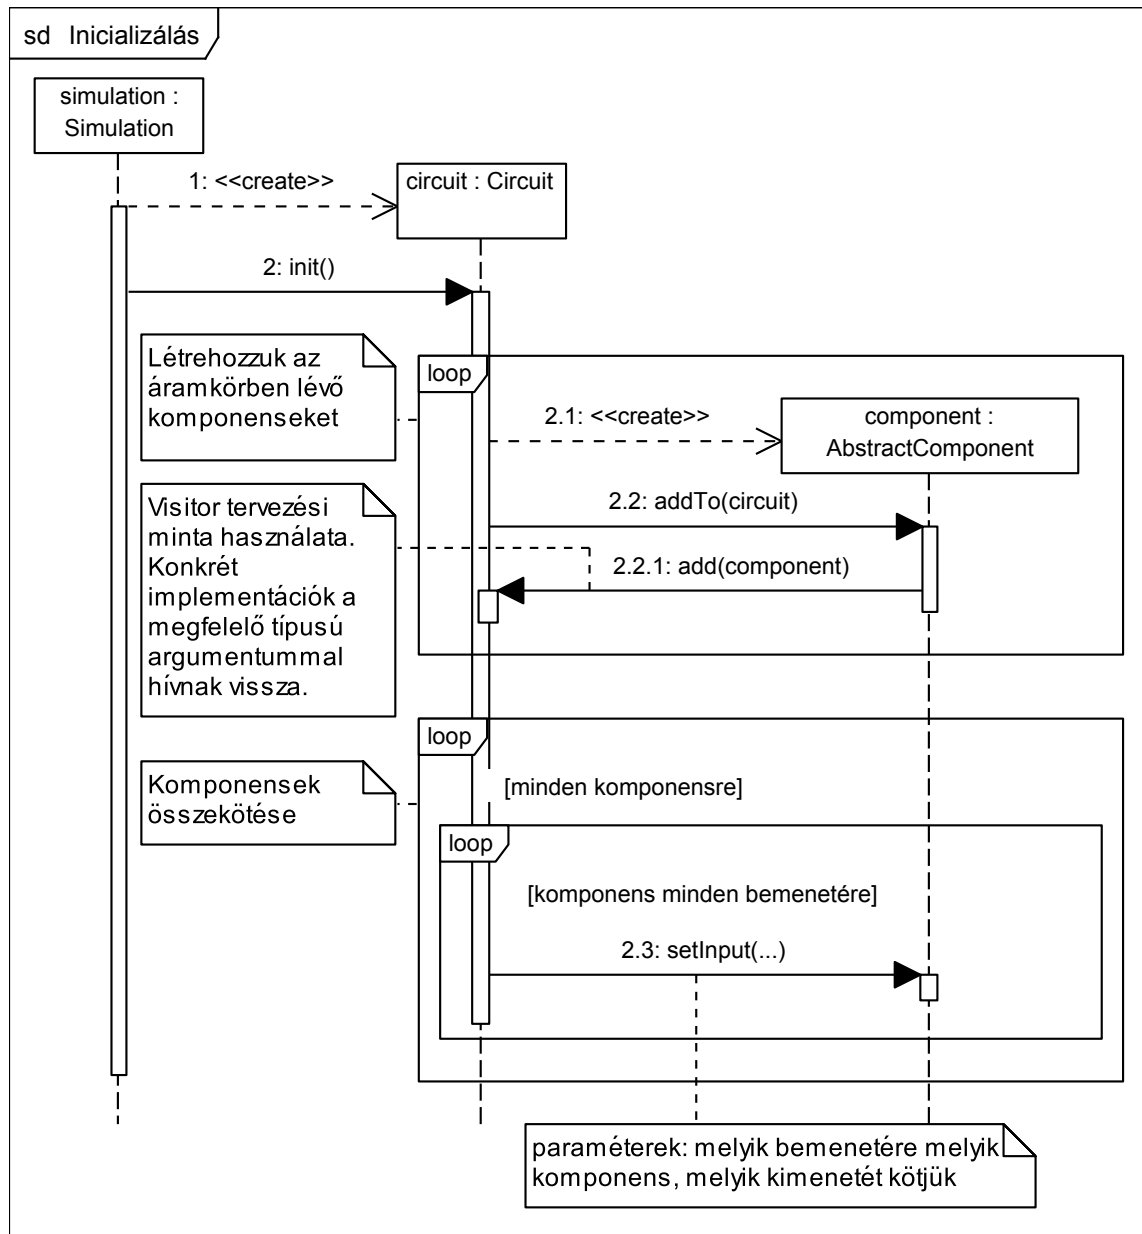 sd Inicializálás
simulation :
Simulation
1: <<create>>
circuit : Circuit
2: init()
Létrehozzuk az
áramkörben lévő
komponenseket
loop
2.1: <<create>>
component :
AbstractComponent
Visitor tervezési
minta használata.
Konkrét
implementációk a
megfelelő típusú
argumentummal
hívnak vissza.
2.2: addTo(circuit)
2.2.1: add(component)
loop
[minden komponensre]
Komponensek
összekötése
loop
[komponens minden bemenetére]
2.3: setInput(...)
paraméterek: melyik bemenetére melyik
komponens, melyik kimenetét kötjük